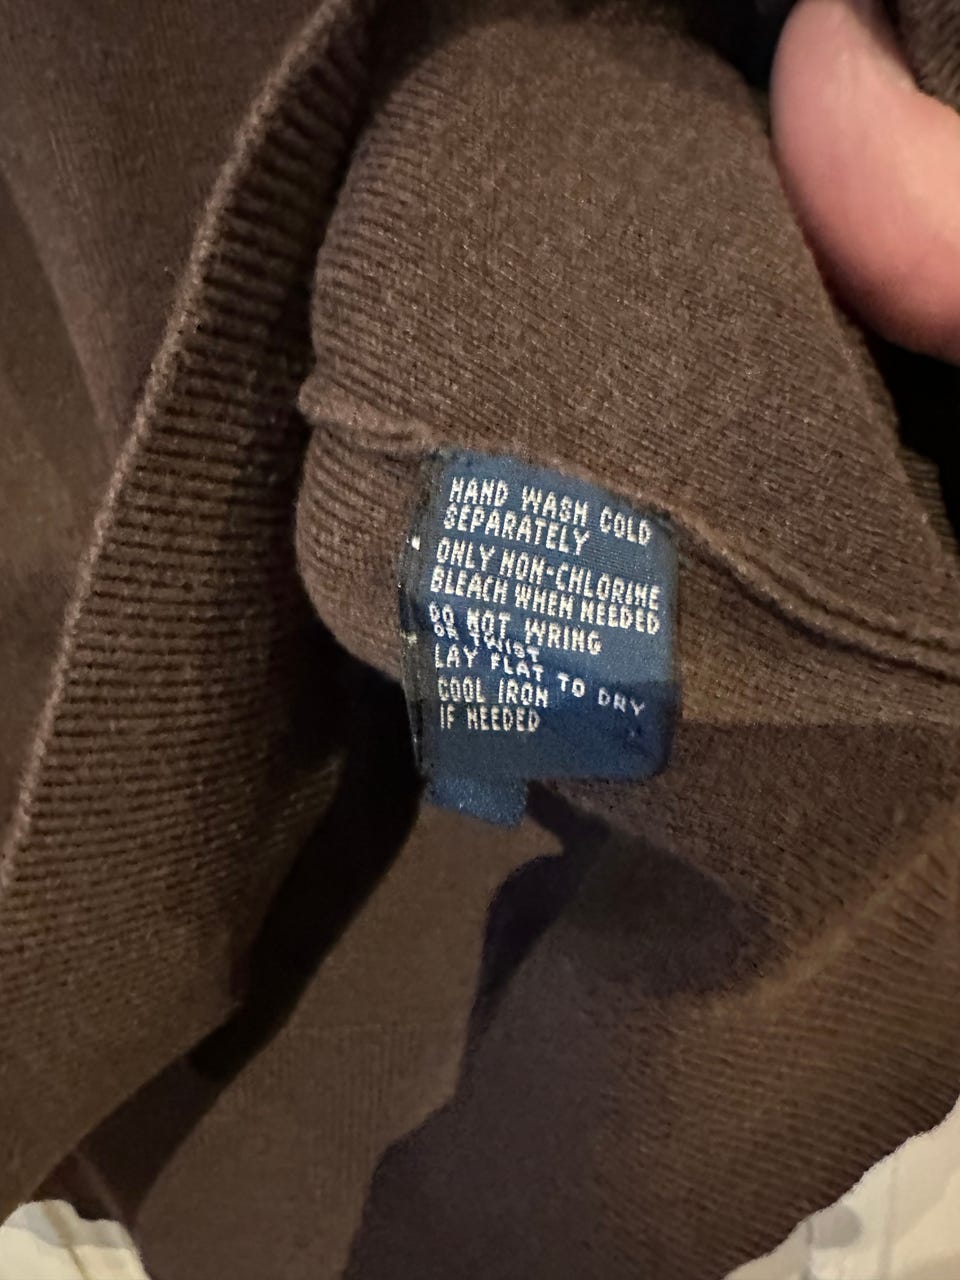 HAND WASH COLD
SEPARATELY
ONLY NON-CHLORINE
BLEACH WHEN NEEDED
DO NOT WRING
OR TWIST
LAY FLAT TO DRY
COOL IRON
IF NEEDED